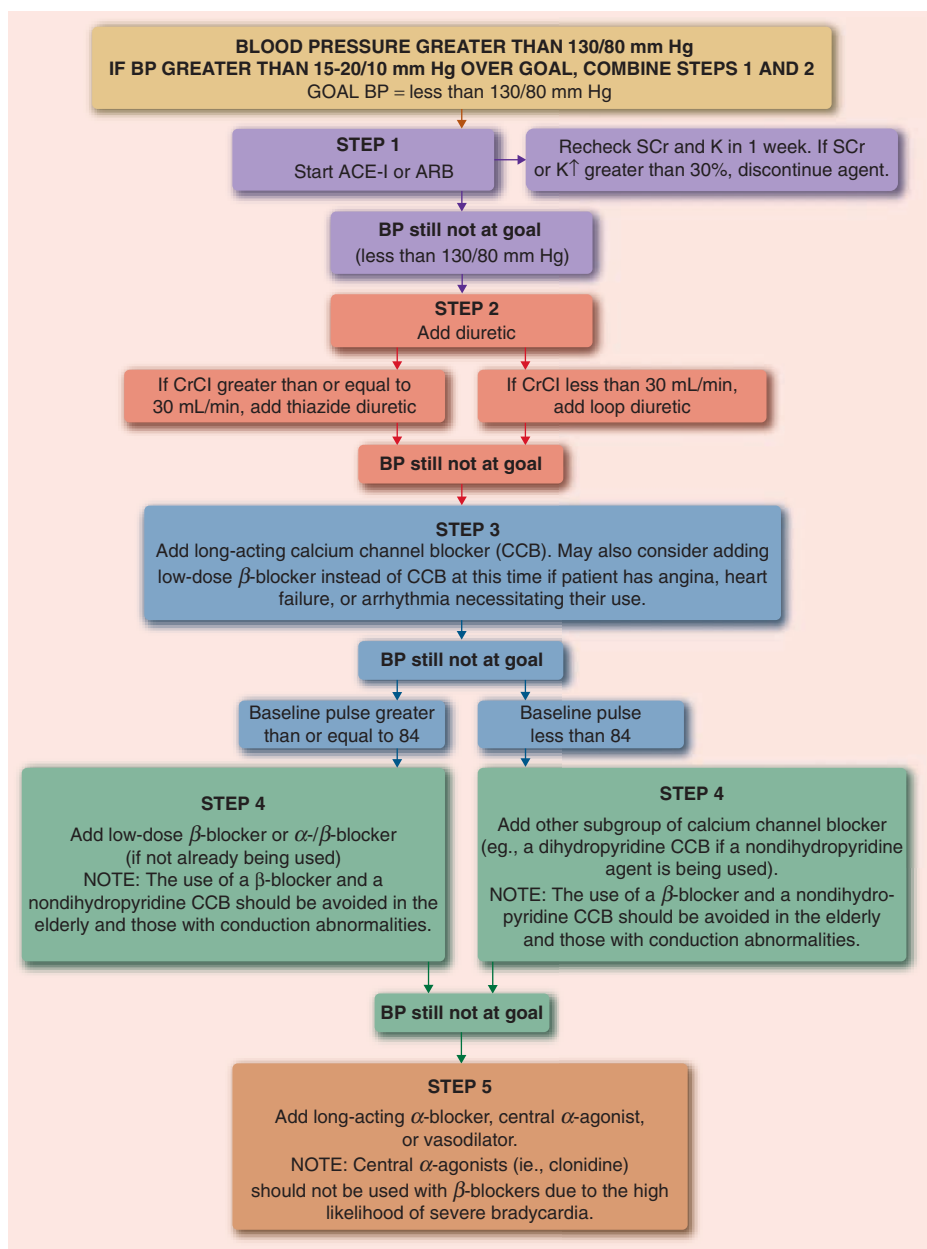 BLOOD PRESSURE GREATER THAN 130/80 mm Hg
IF BP GREATER THAN 15-20/10 mm Hg OVER GOAL, COMBINE STEPS 1 AND 2
GOAL BP = less than 130/80 mm Hg
STEP 1
Start ACE-I or ARB
Recheck SCr and K in 1 week. If SCr
or K↑ greater than 30%, discontinue agent.
BP still not at goal
(less than 130/80 mm Hg)
STEP 2
Add diuretic
If CrCI greater than or equal to
30 mL/min, add thiazide diuretic
If CrCI less than 30 mL/min,
add loop diuretic
BP still not at goal
STEP 3
Add long-acting calcium channel blocker (CCB). May also consider adding
low-dose β-blocker instead of CCB at this time if patient has angina, heart
failure, or arrhythmia necessitating their use.
BP still not at goal
Baseline pulse greater
than or equal to 84
Baseline pulse
less than 84
STEP 4
Add low-dose β-blocker or α-/β-blocker
(if not already being used)
NOTE: The use of a β-blocker and a
nondihydropyridine CCB should be avoided in the
elderly and those with conduction abnormalities.
STEP 4
Add other subgroup of calcium channel blocker
(eg., a dihydropyridine CCB if a nondihydropyridine
agent is being used).
NOTE: The use of a β-blocker and a nondihydro-
pyridine CCB should be avoided in the elderly
and those with conduction abnormalities.
BP still not at goal
STEP 5
Add long-acting α-blocker, central α-agonist,
or vasodilator.
NOTE: Central α-agonists (ie., clonidine)
should not be used with β-blockers due to the high
likelihood of severe bradycardia.